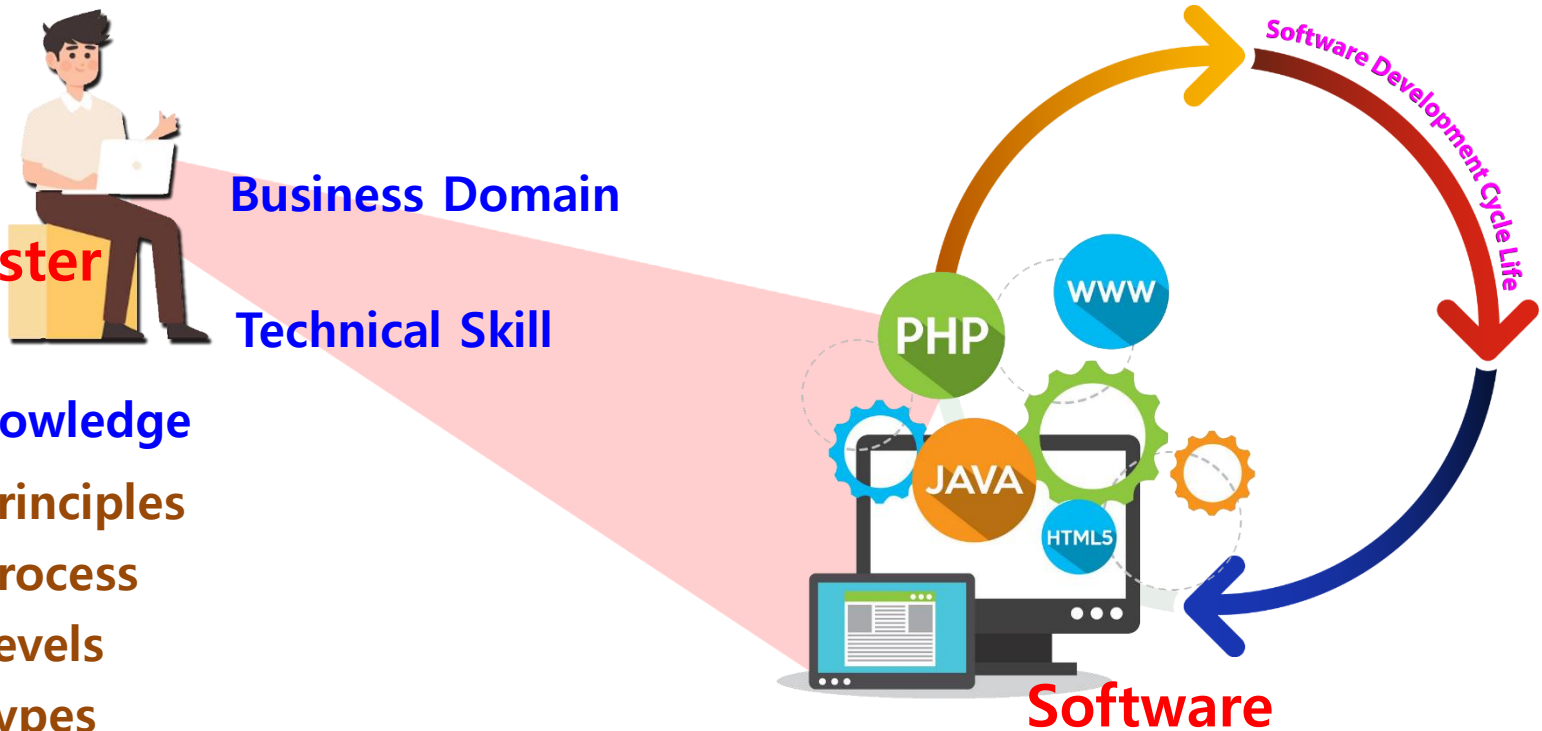 Software Development Cycle Life
Business Domain
ster
Technical Skill
owledge
rinciples
rocess
evels
ypes
PHP
WWW
JAVA
HTML5
Software